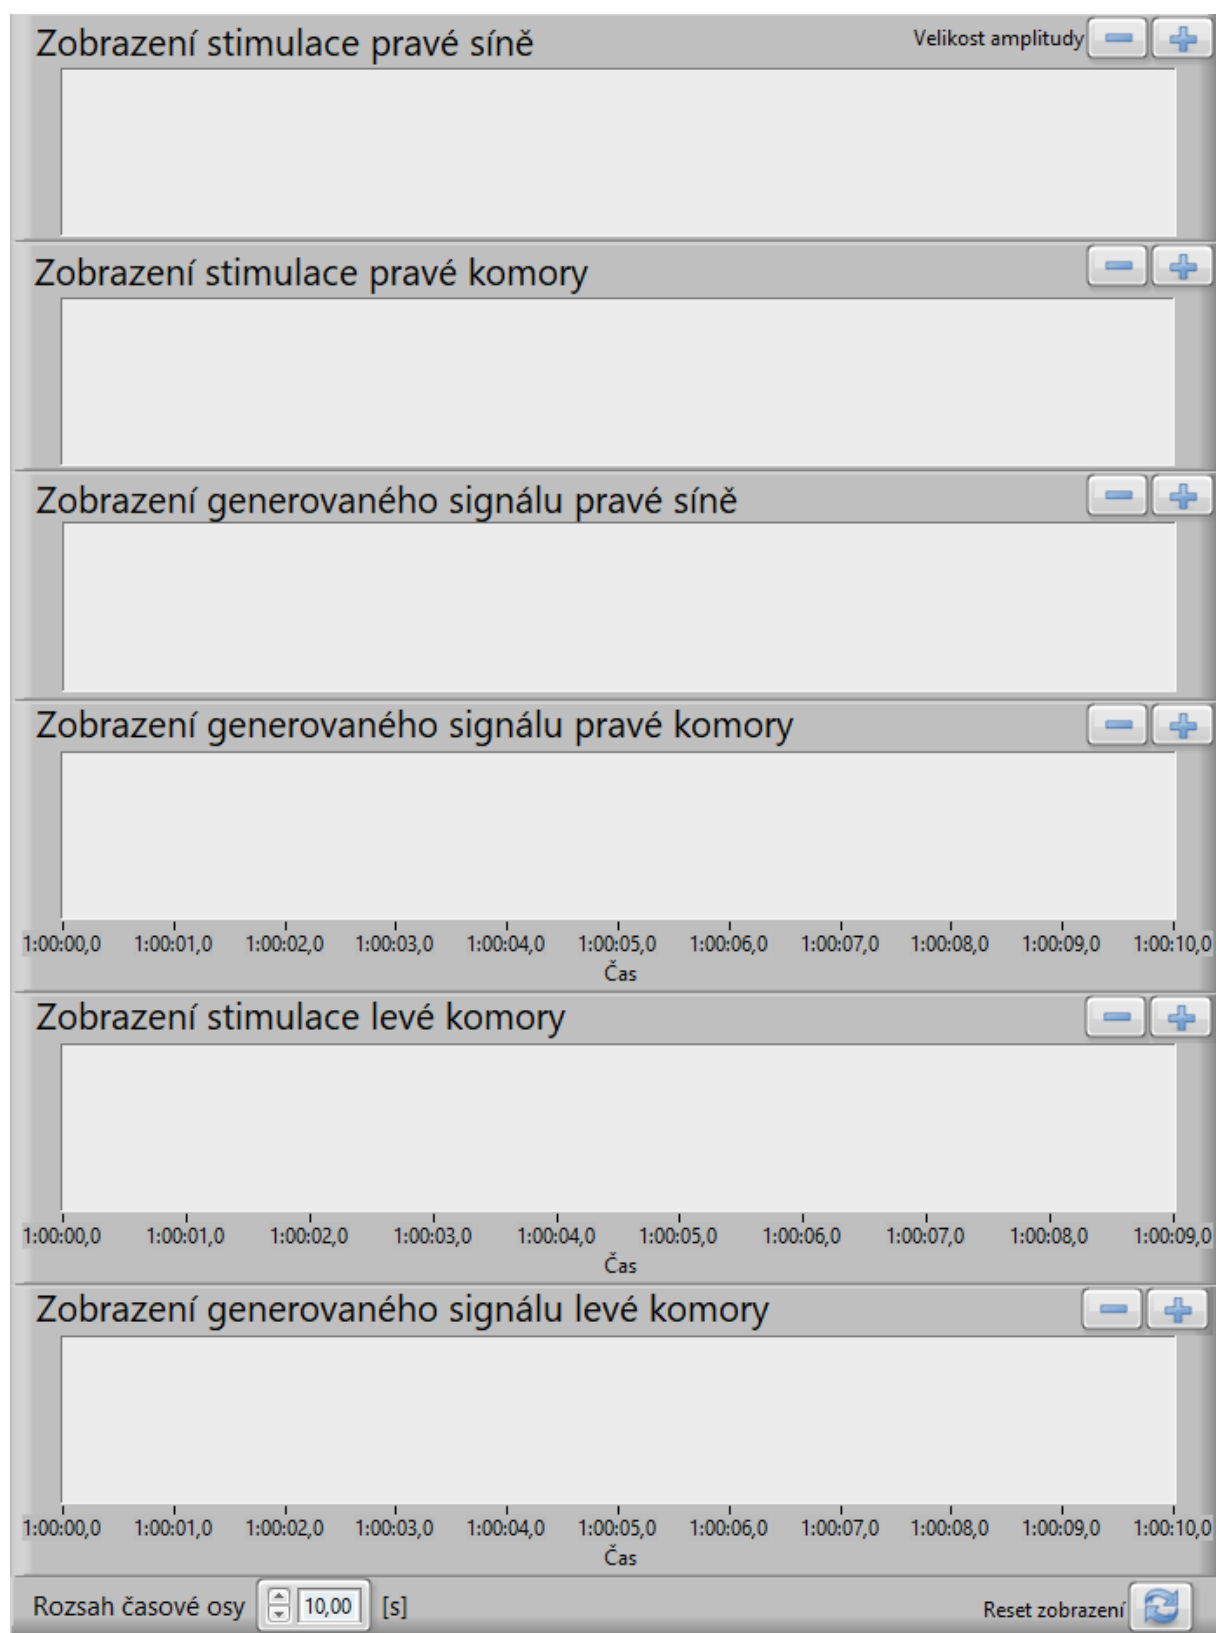 Zobrazení stimulace pravé síně Velikost amplitudy
Zobrazení stimulace pravé komory
Zobrazení generovaného signálu pravé síně
Zobrazení generovaného signálu pravé komory
1:00:00,0 1:00:01,0 1:00:02,0 1:00:03,0 1:00:04,0 1:00:05,0 1:00:06,0 1:00:07,0 1:00:08,0 1:00:09,0 1:00:10,0
Čas
Zobrazení stimulace levé komory
1:00:00,0 1:00:01,0 1:00:02,0 1:00:03,0 1:00:04,0 1:00:05,0 1:00:06,0 1:00:07,0 1:00:08,0 1:00:09,0
Čas
Zobrazení generovaného signálu levé komory
1:00:00,0 1:00:01,0 1:00:02,0 1:00:03,0 1:00:04,0 1:00:05,0 1:00:06,0 1:00:07,0 1:00:08,0 1:00:09,0 1:00:10,0
Čas
Rozsah časové osy 10,00 [s] Reset zobrazení